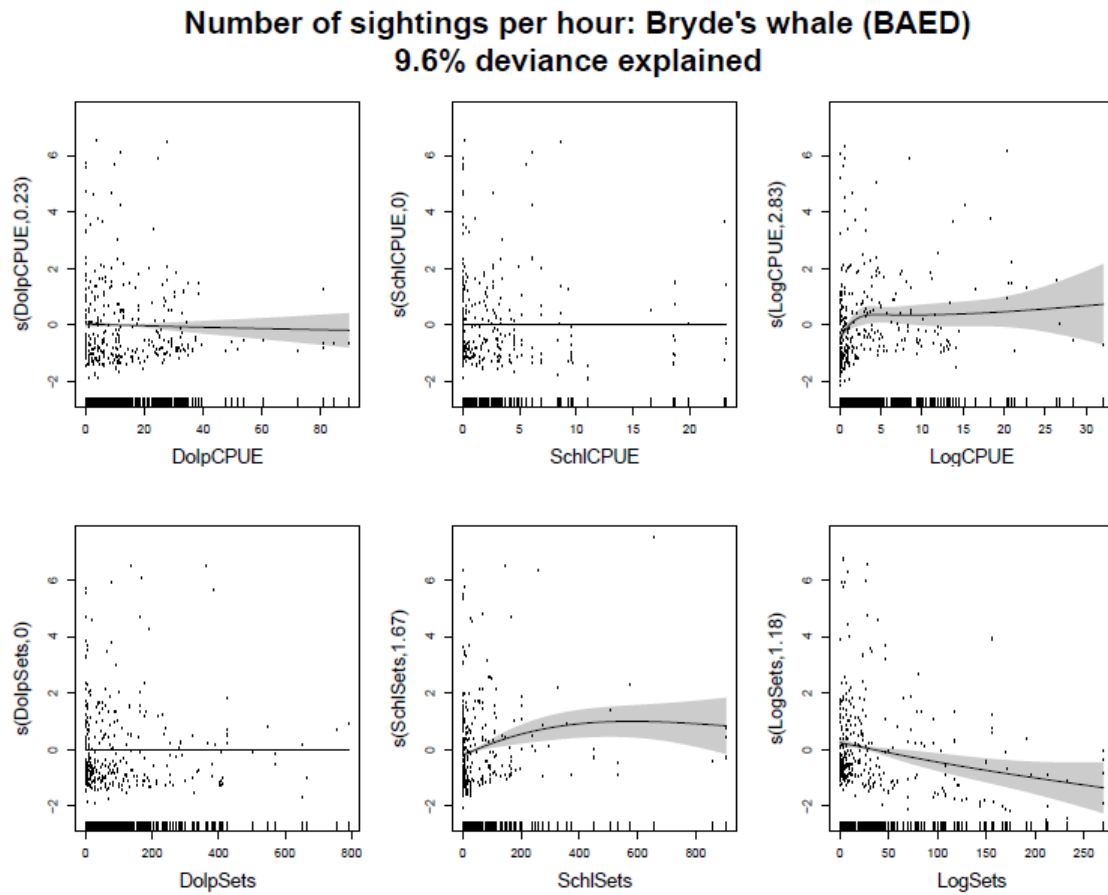 Number of sightings per hour: Bryde's whale (BAED)
9.6% deviance explained
s(DolpCPUE,0.23)
6
4
2
0
-2
0 20 40 60 80
DolpCPUE
s(SchlCPUE,0)
6
4
2
0
-2
0 5 10 15 20
SchlCPUE
s(LogCPUE,2.83)
6
4
2
0
-2
0 5 10 15 20 25 30
LogCPUE
s(DolpSets,0)
6
4
2
0
-2
0 200 400 600 800
DolpSets
s(SchlSets,1.67)
6
4
2
0
-2
0 200 400 600 800
SchlSets
s(LogSets,1.18)
6
4
2
0
-2
0 50 100 150 200 250
LogSets